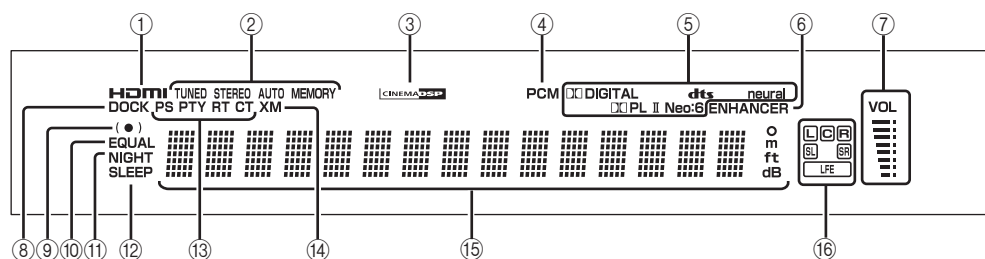 ① ② ③ ④ ⑤ ⑥ ⑦
HDMI TUNED STEREO AUTO MEMORY CINEMA DSP PCM DIGITAL dts neural VOL
DOCK PS PTY RT CT XM PL II Neo:6 ENHANCER
EQUAL
NIGHT
SLEEP
m
ft
dB
L C R
SL SR
LFE
⑧ ⑨ ⑩ ⑪ ⑫ ⑬ ⑭ ⑮ ⑯